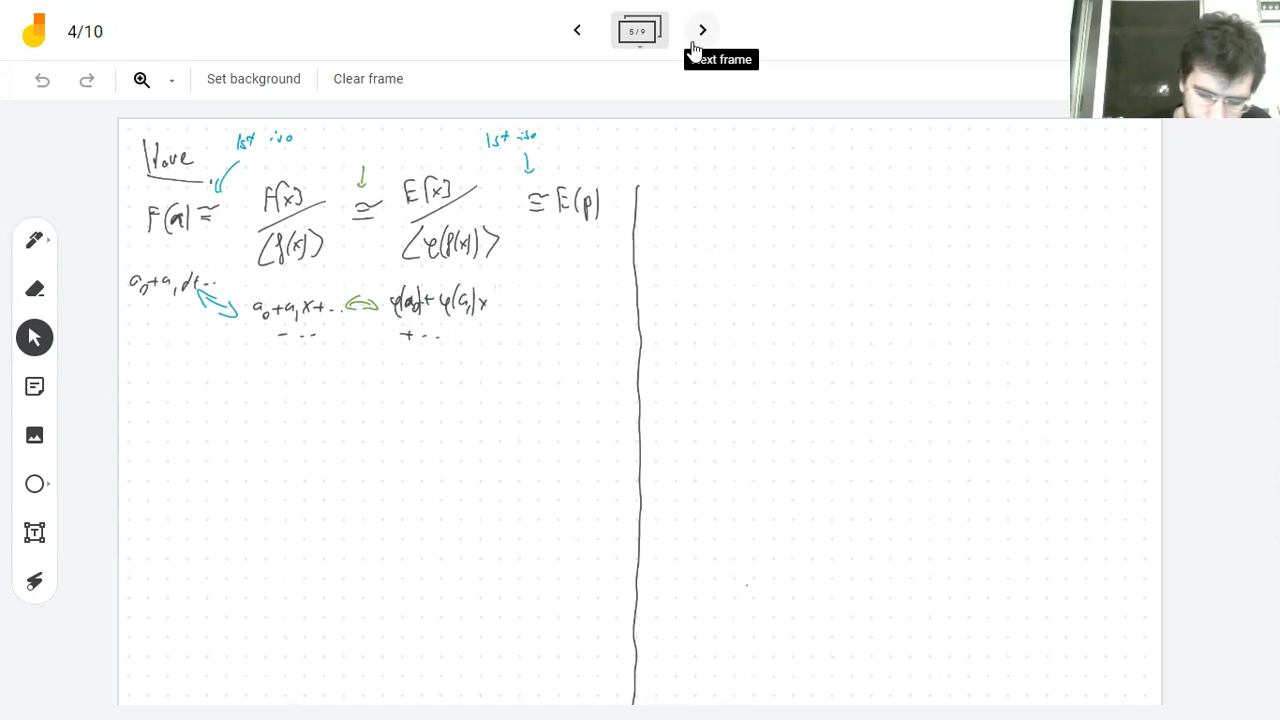 4/10
5/9
Next frame
Set background
Clear frame
Prove
1st iso
1st iso
F(α) ≅ F[x] / ⟨f(x)⟩ ≅ E[x] / ⟨φ(f(x))⟩ ≅ E(β)
a₀+a₁α+...
a₀+a₁x+... φ(a₀)+φ(a₁)x
- ... + ...